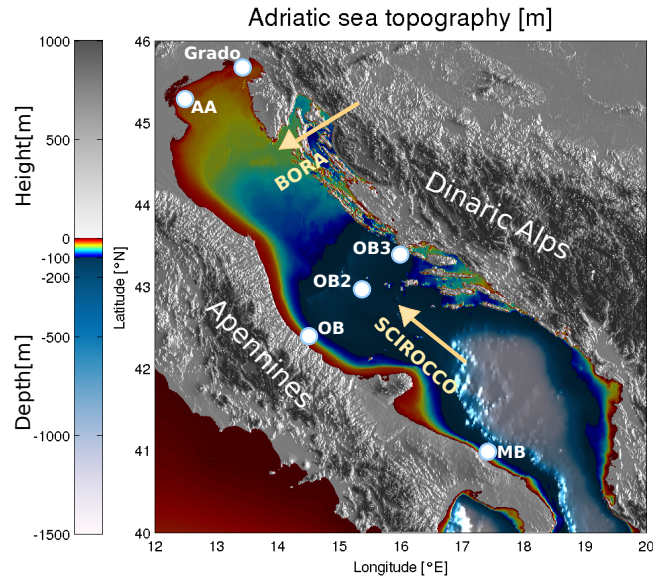 Adriatic sea topography [m]
Height[m]
Depth[m]
1000
500
0
-100
-500
-1000
-1500
Latitude [°N]
46
45
44
43
42
41
40
Grado
AA
BORA
Dinaric Alps
OB3
OB2
OB
SCIROCCO
Apennines
MB
12
13
14
15
16
17
18
19
20
Longitude [°E]